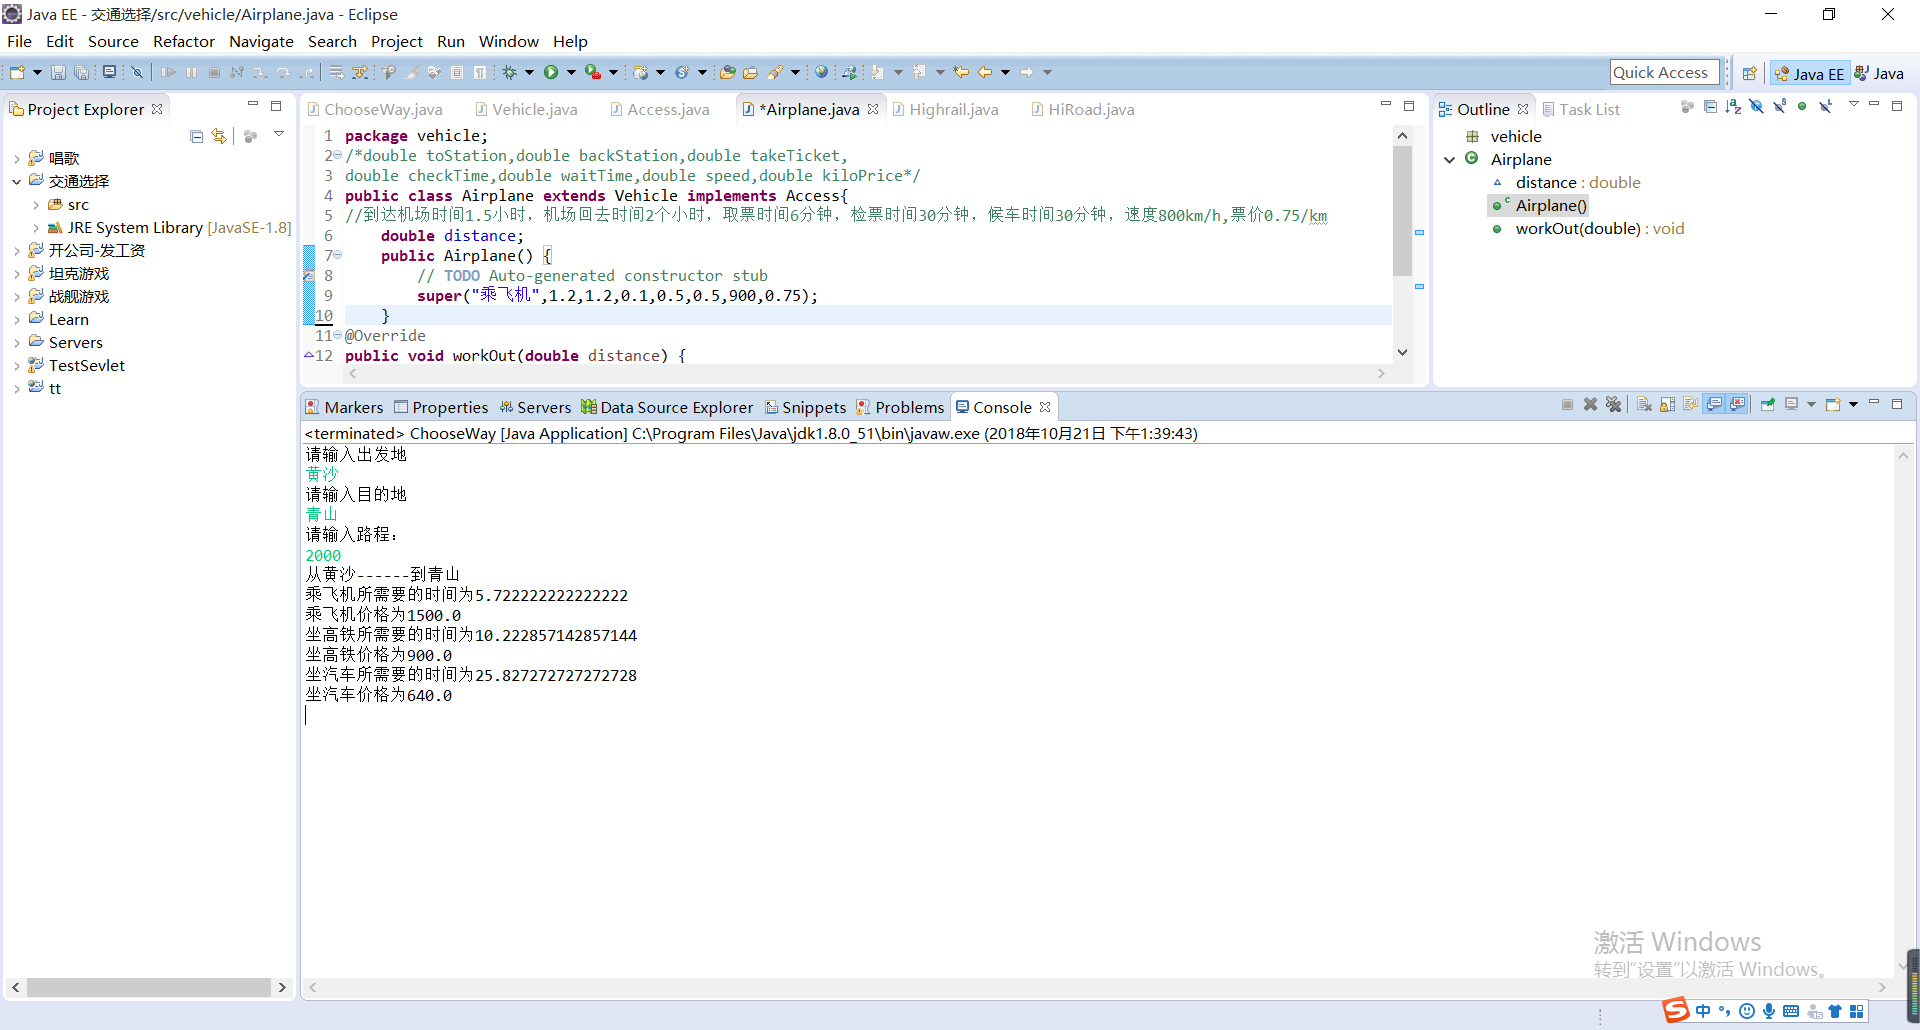 Java EE - 交通选择/src/vehicle/Airplane.java - Eclipse
File Edit Source Refactor Navigate Search Project Run Window Help
Quick Access
Java EE
Java
Project Explorer
唱歌
交通选择
src
JRE System Library [JavaSE-1.8]
开公司-发工资
坦克游戏
战舰游戏
Learn
Servers
TestSevlet
tt
ChooseWay.java Vehicle.java Access.java *Airplane.java Highrail.java HiRoad.java
1 package vehicle;
2 /*double toStation,double backStation,double takeTicket,
3 double checkTime,double waitTime,double speed,double kiloPrice*/
4 public class Airplane extends Vehicle implements Access{
5 //到达机场时间1.5小时，机场回去时间2个小时，取票时间6分钟，检票时间30分钟，候车时间30分钟，速度800km/h,票价0.75/km
6 double distance;
7 public Airplane() {
8 // TODO Auto-generated constructor stub
9 super("乘飞机",1.2,1.2,0.1,0.5,0.5,900,0.75);
10 }
11 @Override
12 public void workOut(double distance) {
Outline Task List
vehicle
Airplane
distance : double
Airplane()
workOut(double) : void
Markers Properties Servers Data Source Explorer Snippets Problems Console
<terminated> ChooseWay [Java Application] C:\Program Files\Java\jdk1.8.0_51\bin\javaw.exe (2018年10月21日 下午1:39:43)
请输入出发地
黄沙
请输入目的地
青山
请输入路程：
2000
从黄沙------到青山
乘飞机所需要的时间为5.722222222222222
乘飞机价格为1500.0
坐高铁所需要的时间为10.222857142857144
坐高铁价格为900.0
坐汽车所需要的时间为25.827272727272728
坐汽车价格为640.0
激活 Windows
转到“设置”以激活 Windows。
中